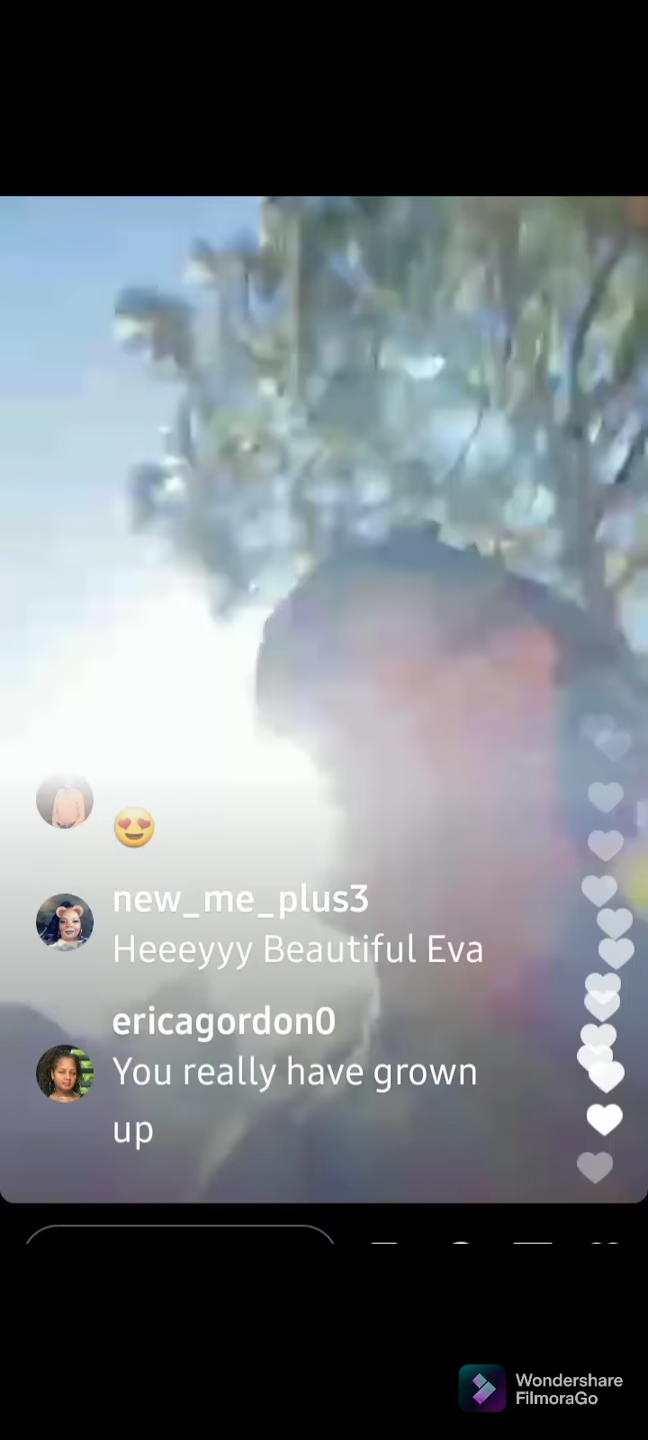 😍
new_me_plus3
Heeeyyy Beautiful Eva
ericagordon0
You really have grown
up
Wondershare
FilmoraGo